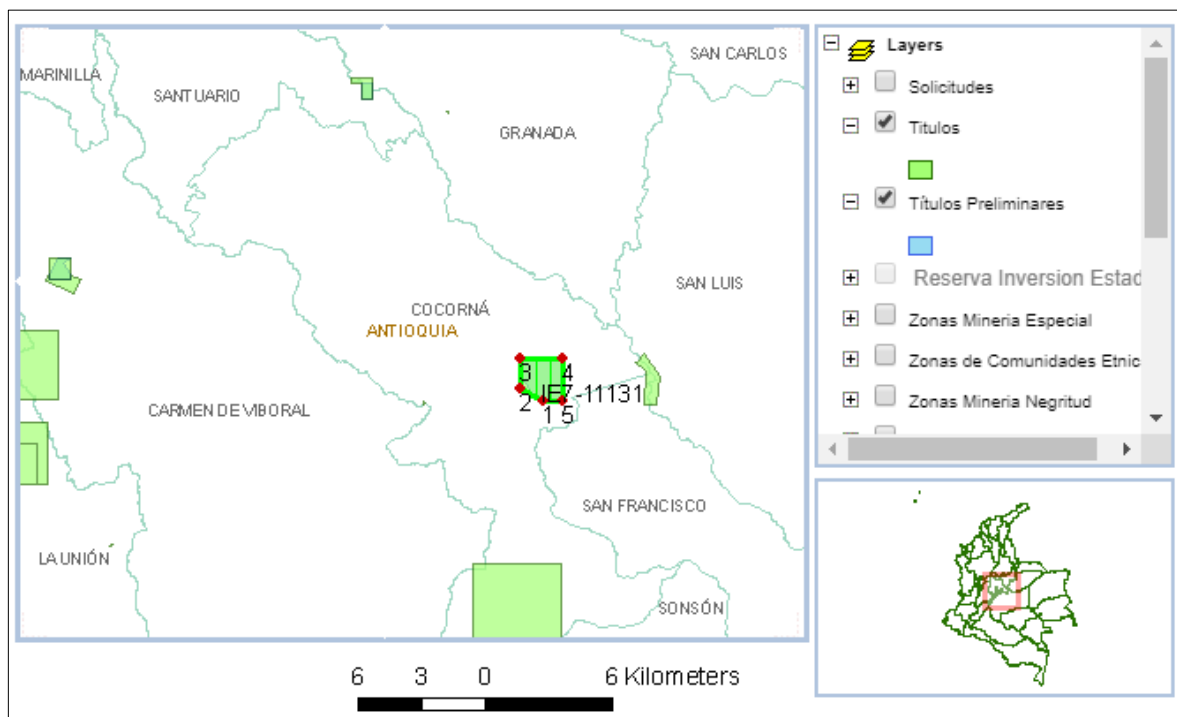 MARINILLA
SANTUARIO
SAN CARLOS
GRANADA
SAN LUIS
COCORNÁ
ANTIOQUIA
3
4
IE7-11131
2
1
5
CARMEN DE VIBORAL
SAN FRANCISCO
LA UNIÓN
SONSÓN
6 3 0 6 Kilometers
Layers
Solicitudes
Titulos
Títulos Preliminares
Reserva Inversion Estad
Zonas Mineria Especial
Zonas de Comunidades Etnic
Zonas Mineria Negritud